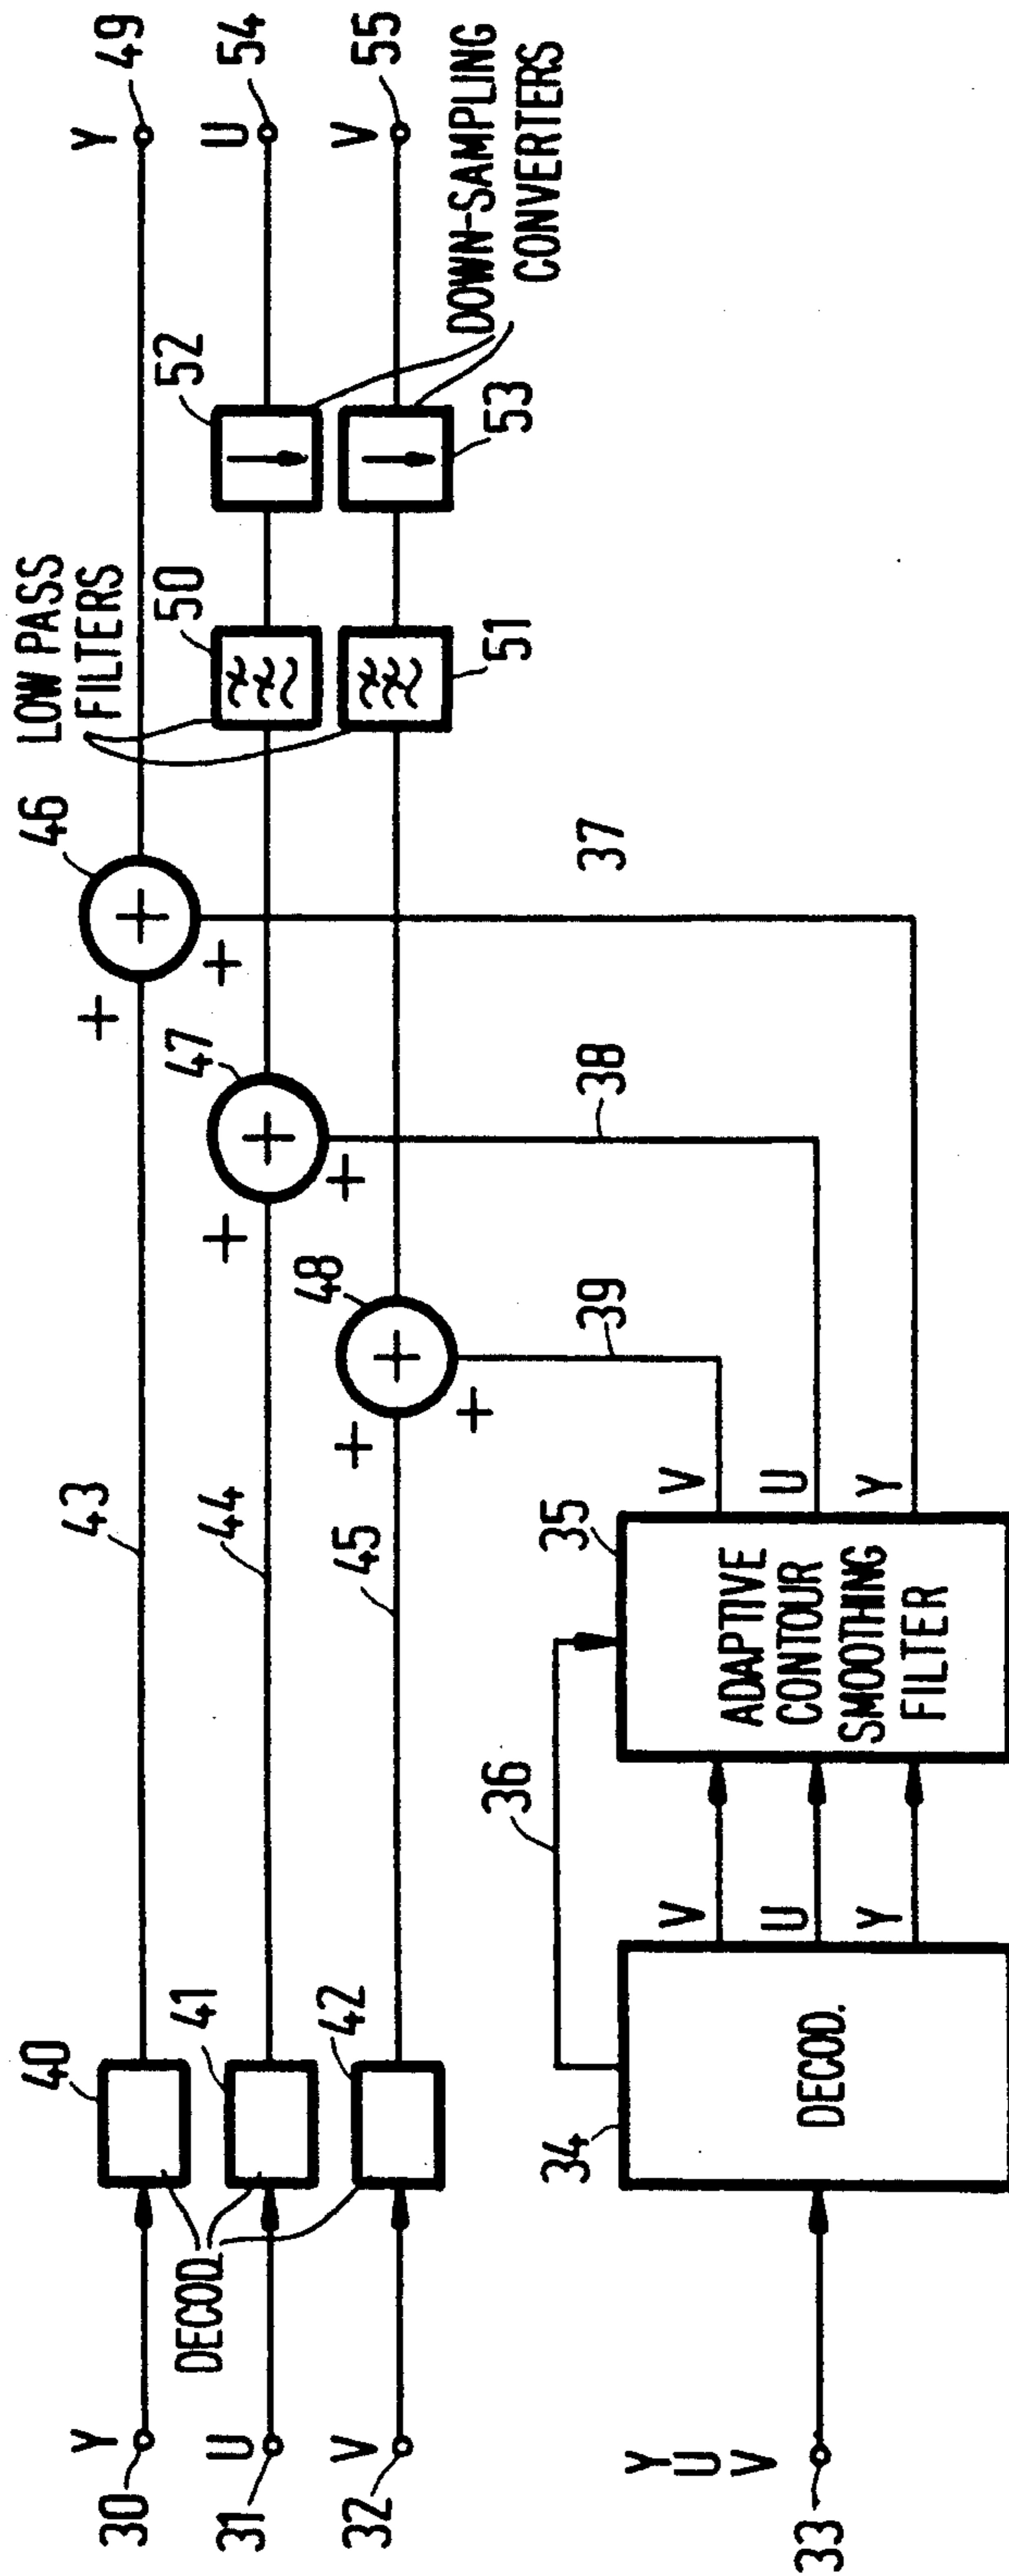 Y
49
U
54
V
55
DOWN-SAMPLING
CONVERTERS
52
53
LOW PASS
FILTERS
50
51
46
+
+
+
37
47
+
+
+
38
48
+
+
+
39
43
44
45
V
U
Y
35
ADAPTIVE
CONTOUR
SMOOTHING
FILTER
36
V
U
Y
40
41
42
DECOD.
34
DECOD.
Y
30
U
31
V
32
Y
U
V
33